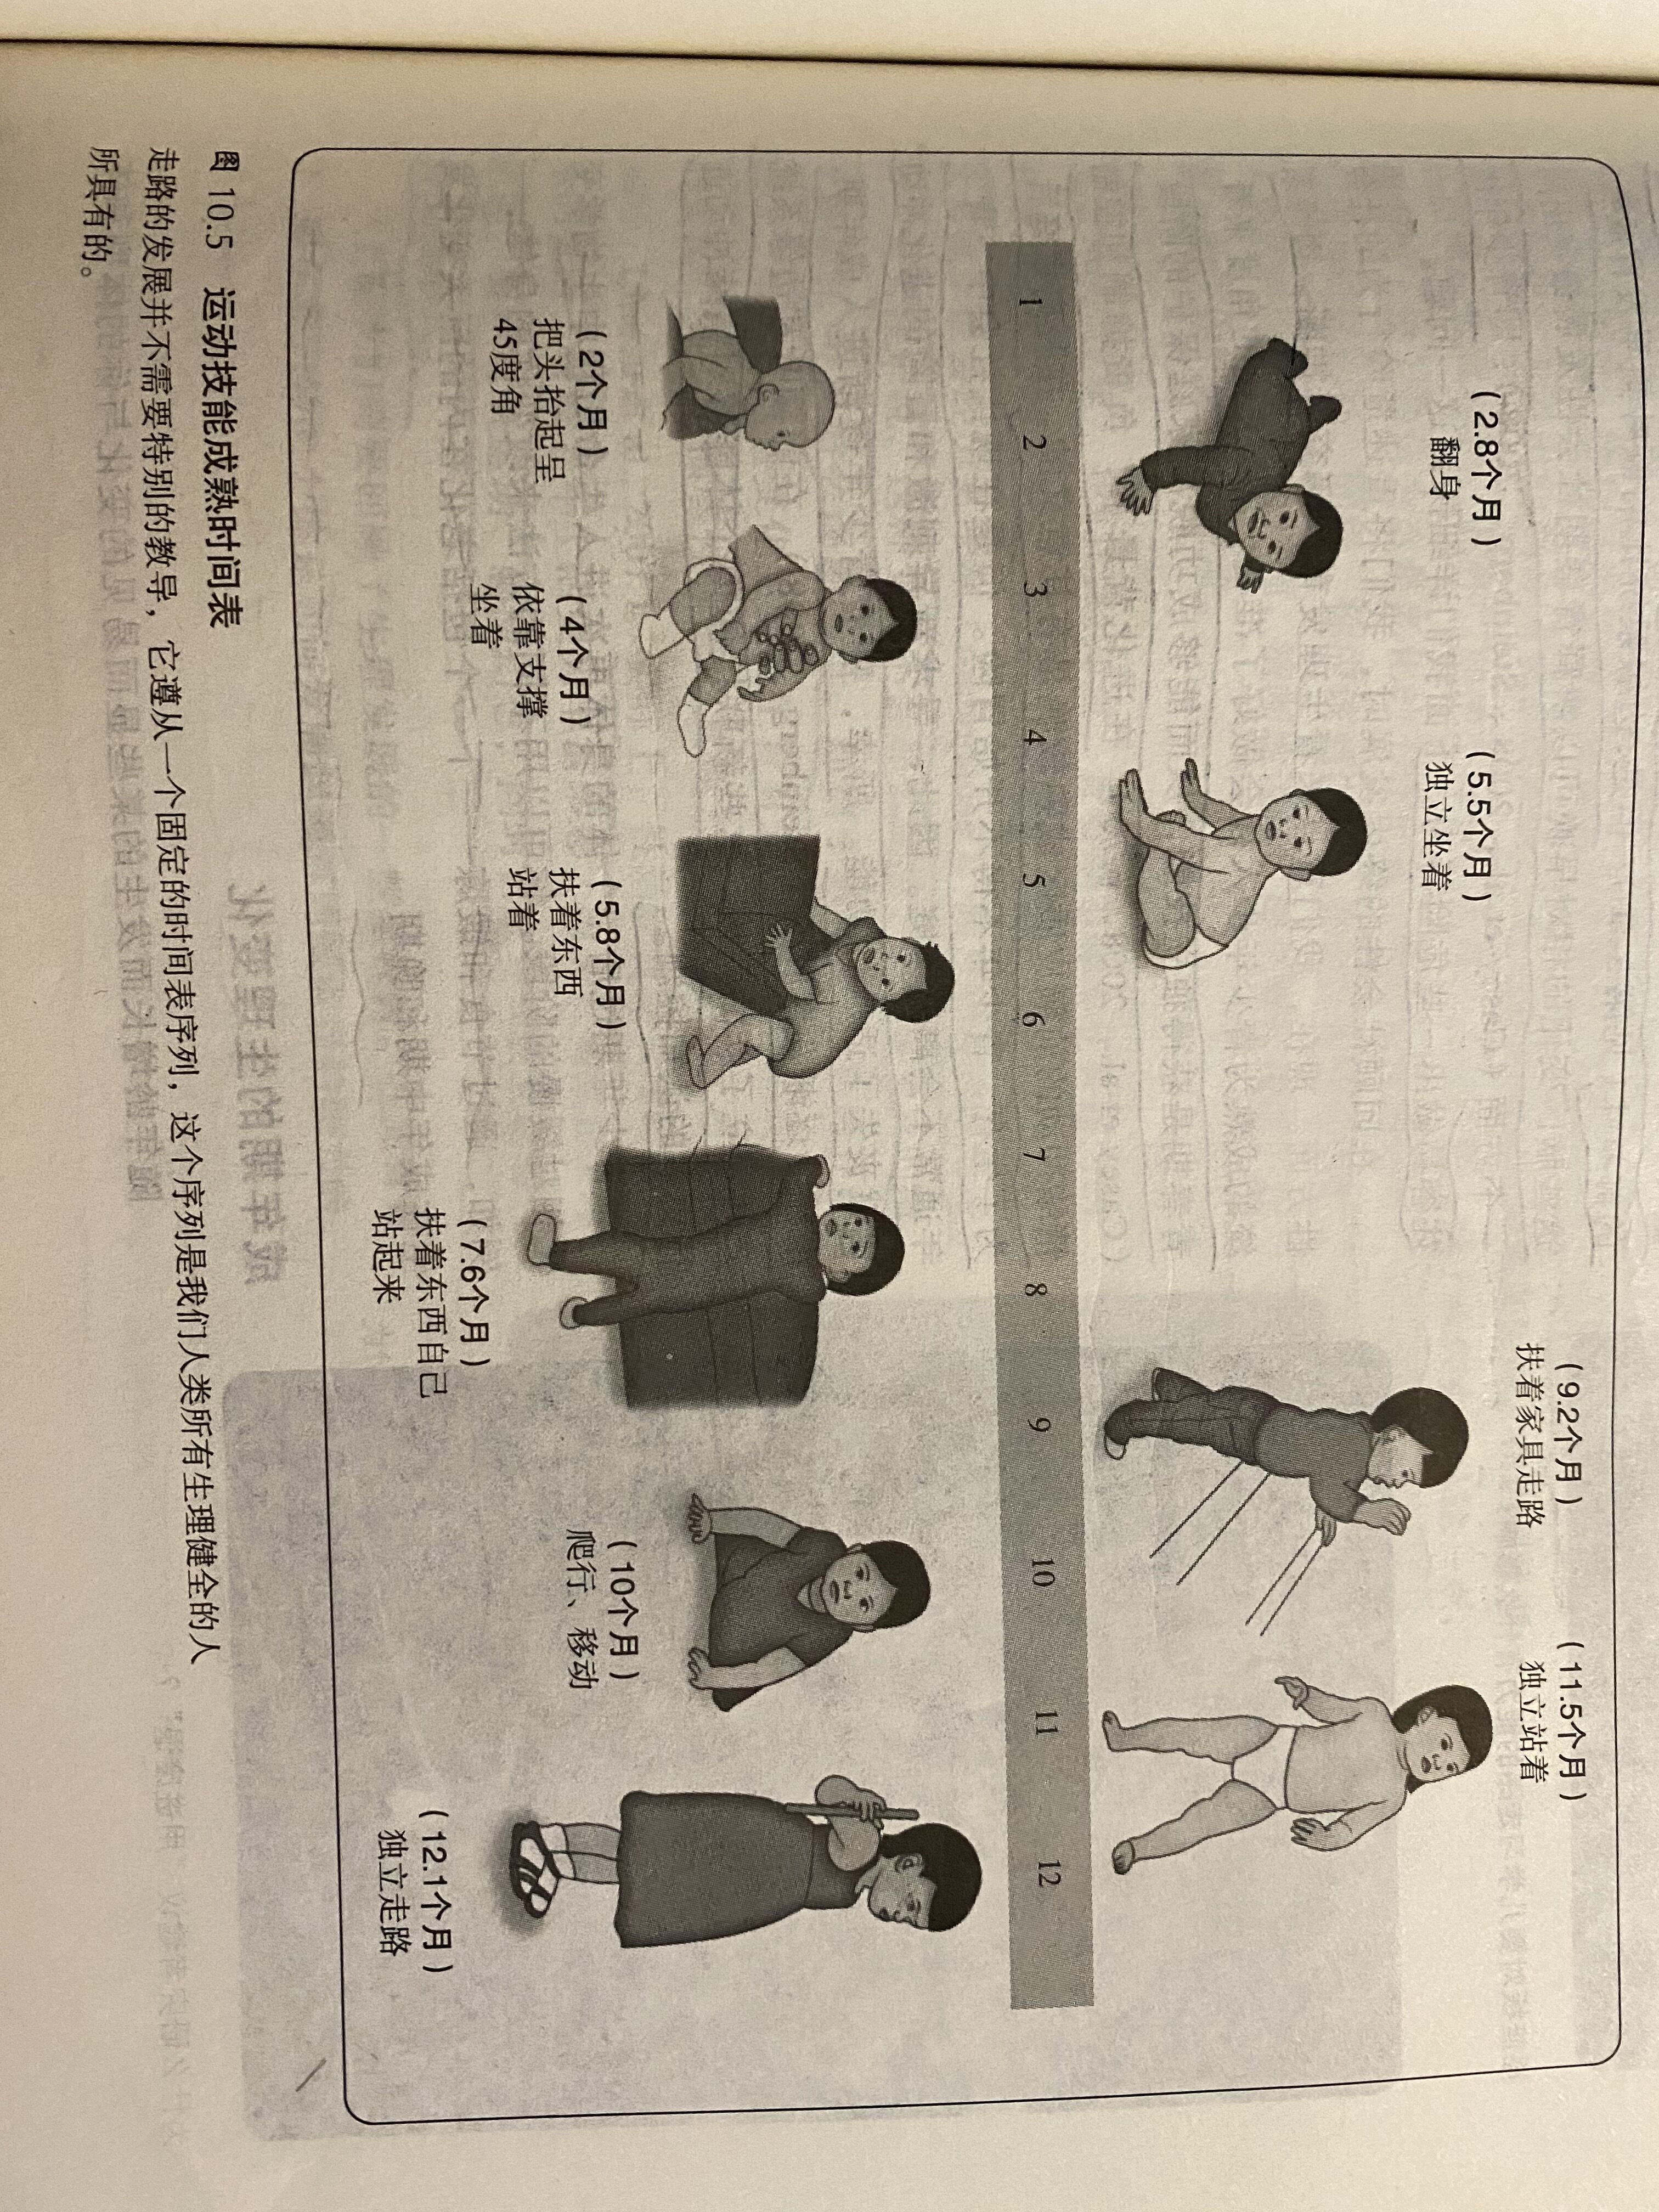 （2.8个月）
翻身
（5.5个月）
独立坐着
（9.2个月）
扶着家具走路
（11.5个月）
独立站着
1 2 3 4 5 6 7 8 9 10 11 12
（2个月）
把头抬起呈
45度角
（4个月）
依靠支撑
坐着
（5.8个月）
扶着东西
站着
（7.6个月）
扶着东西自己
站起来
（10个月）
爬行、移动
（12.1个月）
独立走路
图 10.5 运动技能成熟时间表
走路的发展并不需要特别的教导，它遵从一个固定的时间表序列，这个序列是我们人类所有生理健全的人
所具有的。